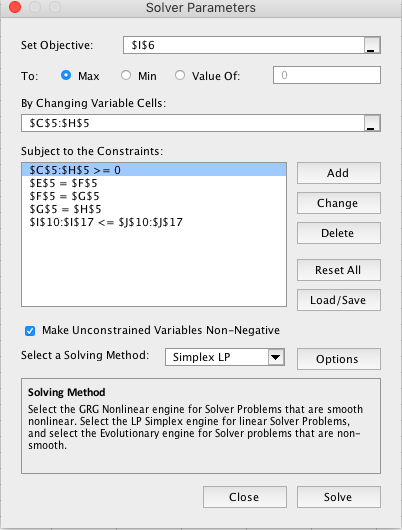 Solver Parameters
Set Objective: $I$6
To: Max Min Value Of: 0
By Changing Variable Cells:
$C$5:$H$5
Subject to the Constraints:
$C$5:$H$5 >= 0
$E$5 = $F$5
$F$5 = $G$5
$G$5 = $H$5
$I$10:$I$17 <= $J$10:$J$17
Add
Change
Delete
Reset All
Load/Save
Make Unconstrained Variables Non-Negative
Select a Solving Method: Simplex LP Options
Solving Method
Select the GRG Nonlinear engine for Solver Problems that are smooth
nonlinear. Select the LP Simplex engine for linear Solver Problems,
and select the Evolutionary engine for Solver problems that are non-
smooth.
Close Solve